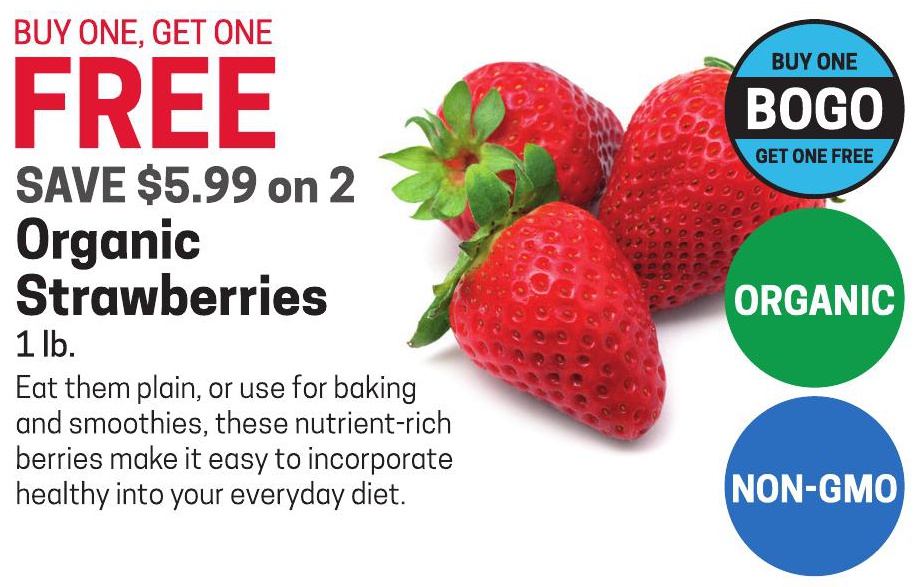 BUY ONE, GET ONE
FREE
SAVE $5.99 on 2
Organic
Strawberries
1 lb.
Eat them plain, or use for baking
and smoothies, these nutrient-rich
berries make it easy to incorporate
healthy into your everyday diet.
BUY ONE
BOGO
GET ONE FREE
ORGANIC
NON-GMO